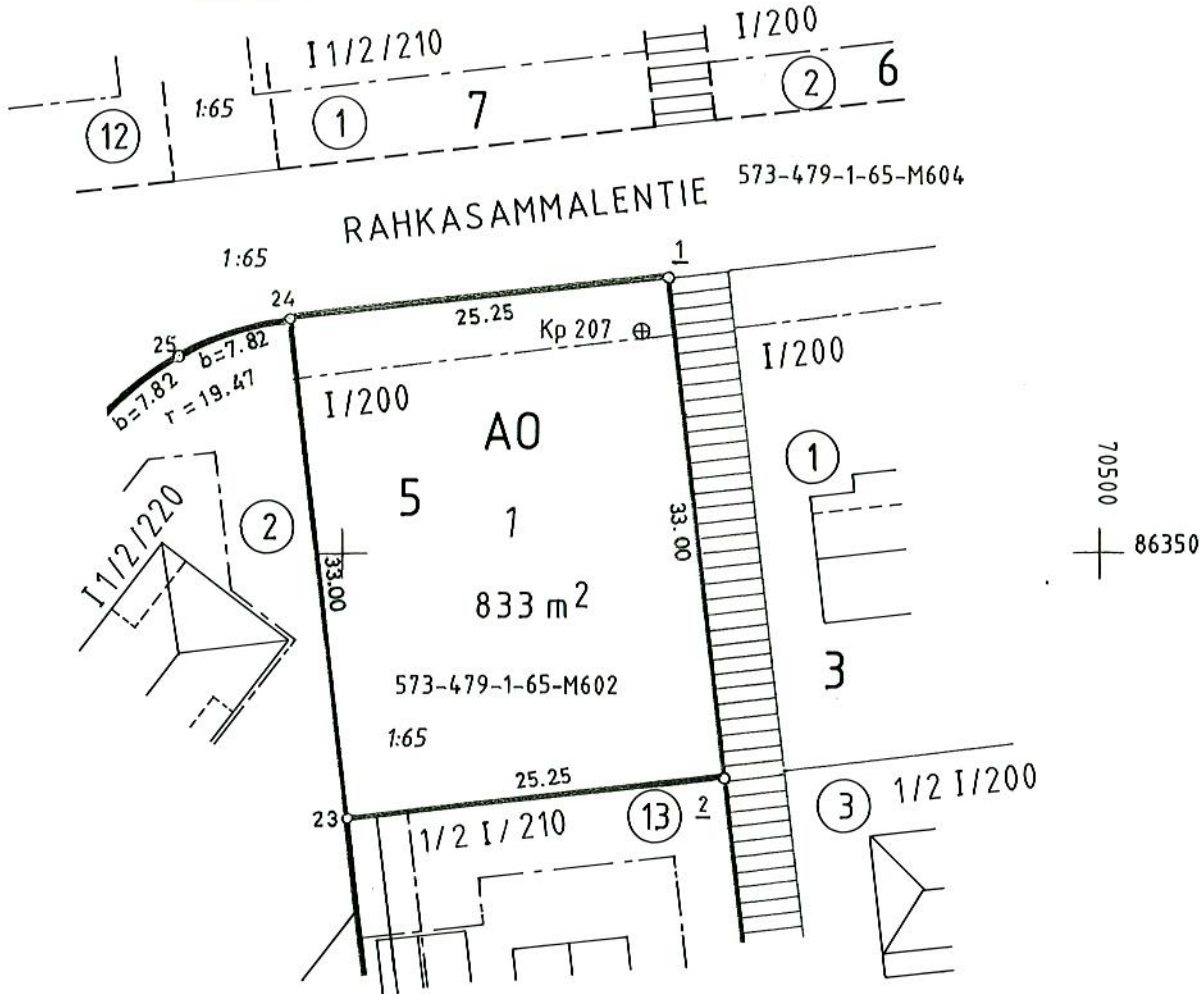 I 1/2/210
I/200
12
1:65
1
7
2
6
573-479-1-65-M604
RAHKASAMMALENTIE
1:65
1
24
25.25
Kp 207
25
b=7.82
b=7.82
r=19.47
I/200
I/200
AO
1
70500
5
1
2
33.00
86350
I 1/2/220
33.00
833 m²
3
573-479-1-65-M602
1:65
25.25
1/2 I/200
23
1/2 I/210
13
2
3